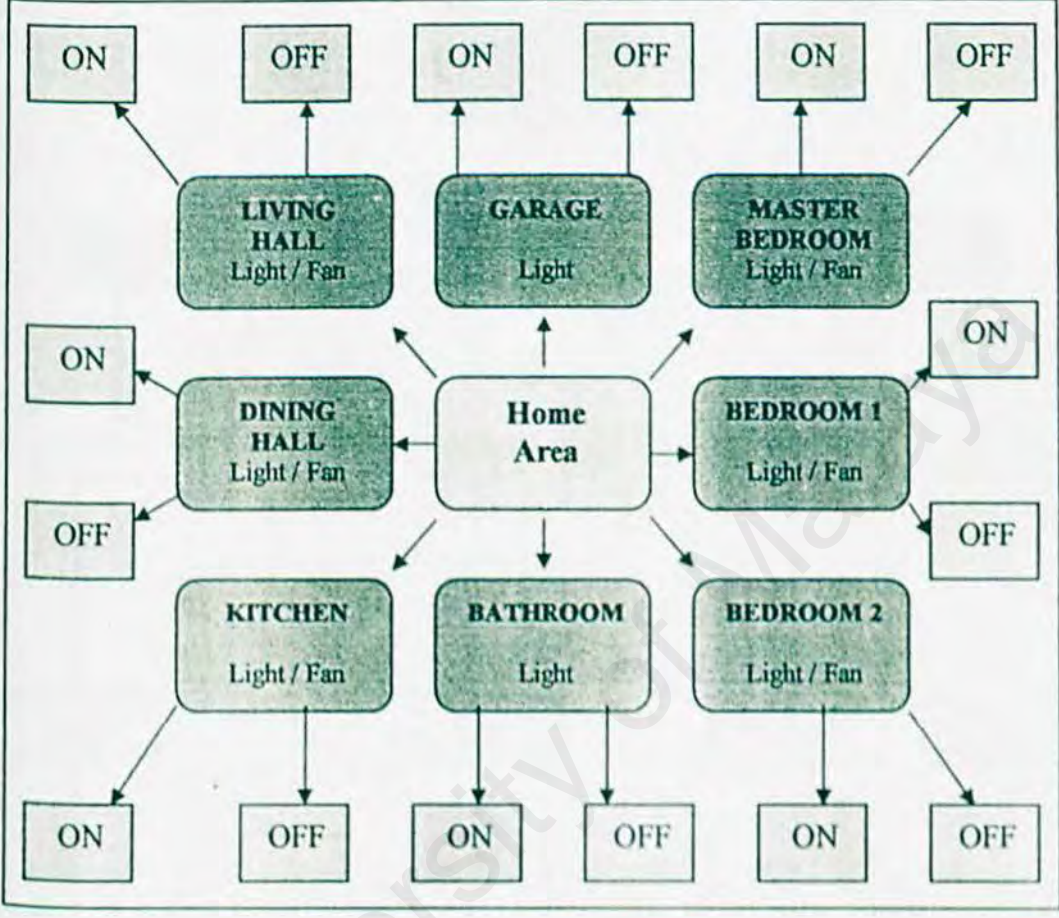 ON
OFF
ON
OFF
ON
OFF
LIVING
HALL
Light / Fan
GARAGE
Light
MASTER
BEDROOM
Light / Fan
ON
OFF
DINING
HALL
Light / Fan
Home
Area
BEDROOM 1
Light / Fan
ON
OFF
KITCHEN
Light / Fan
BATHROOM
Light
BEDROOM 2
Light / Fan
ON
OFF
ON
OFF
ON
OFF